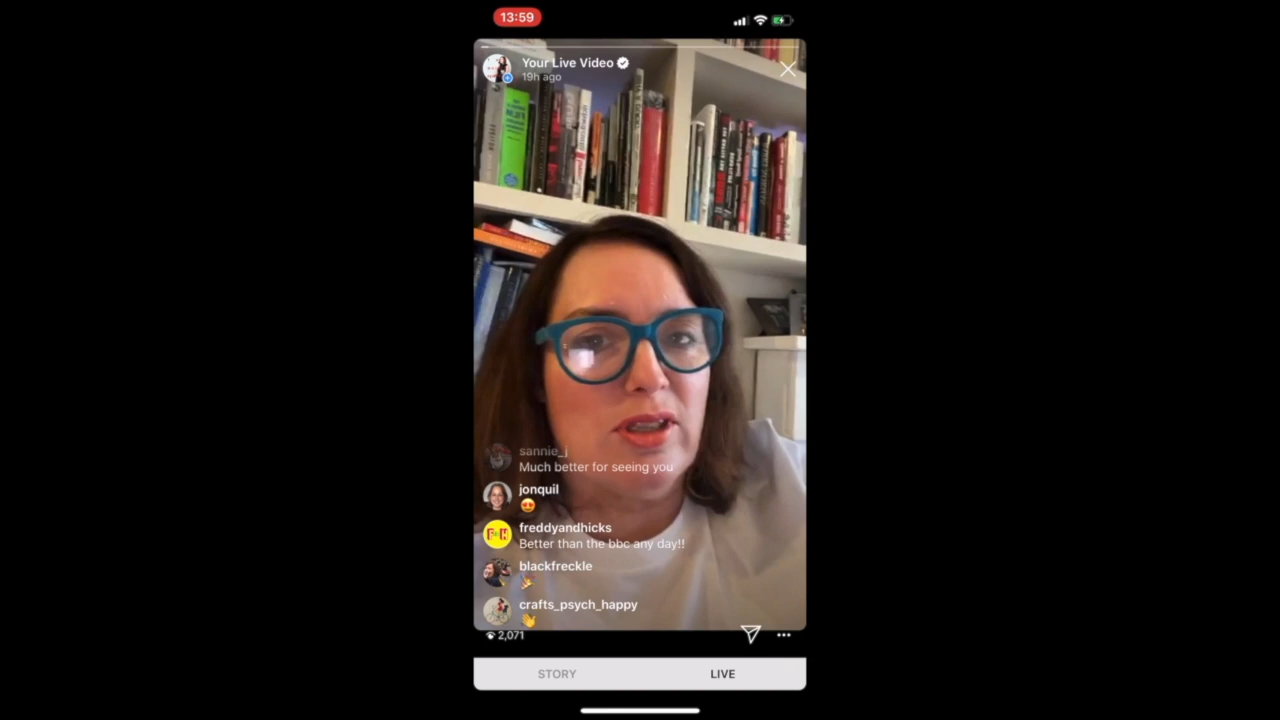 13:59
Your Live Video
19h ago
sannie_j
Much better for seeing you
jonquil
freddyandhicks
Better than the bbc any day!!
blackfreckle
crafts_psych_happy
2,071
STORY
LIVE